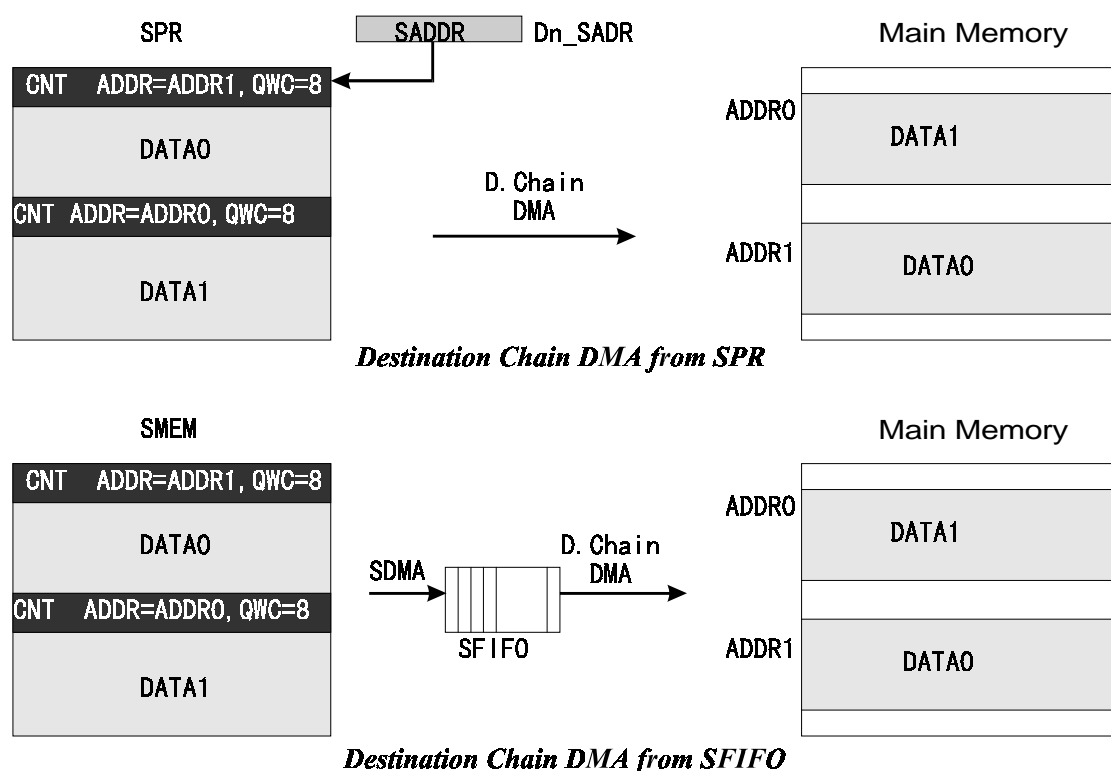 SPR
SADDR
Dn_SADR
Main Memory
CNT ADDR=ADDR1, QWC=8
DATA0
CNT ADDR=ADDR0, QWC=8
DATA1
D. Chain
DMA
ADDR0
DATA1
ADDR1
DATA0
Destination Chain DMA from SPR
SMEM
Main Memory
CNT ADDR=ADDR1, QWC=8
DATA0
CNT ADDR=ADDR0, QWC=8
DATA1
SDMA
SFIFO
D. Chain
DMA
ADDR0
DATA1
ADDR1
DATA0
Destination Chain DMA from SFIFO